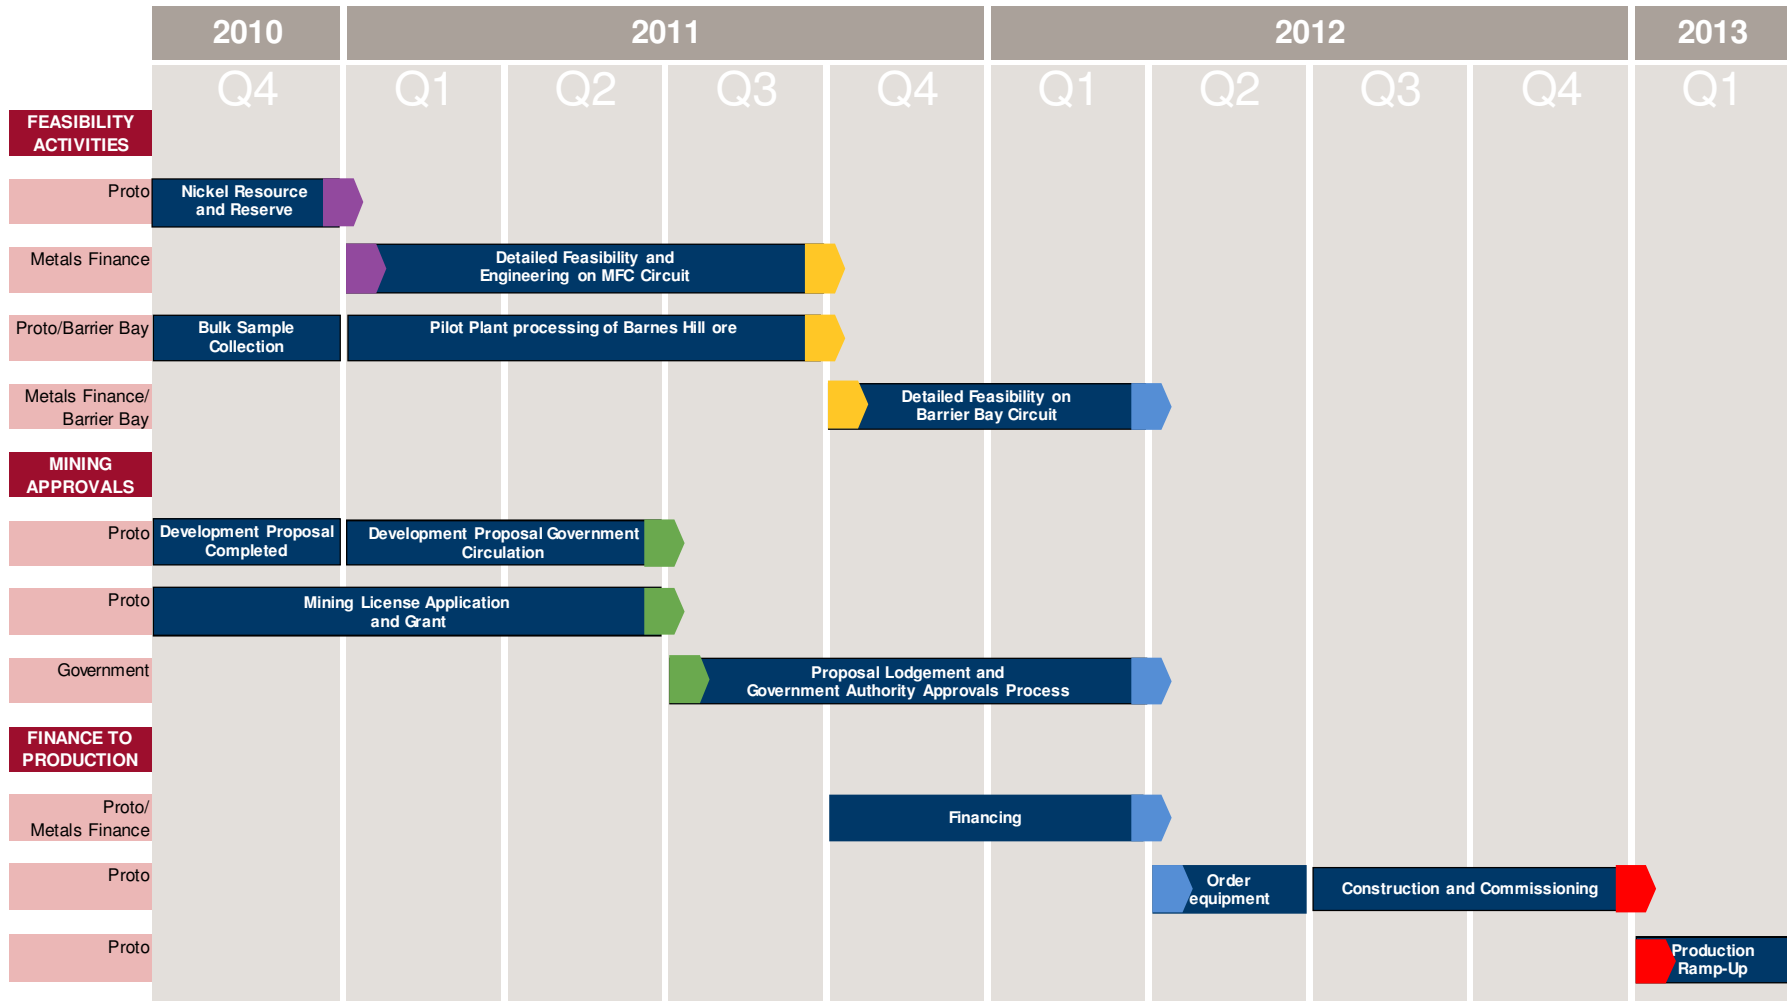 2010 2011 2012 2013
Q4 Q1 Q2 Q3 Q4 Q1 Q2 Q3 Q4 Q1
FEASIBILITY
ACTIVITIES
Proto
Nickel Resource
and Reserve
Metals Finance
Detailed Feasibility and
Engineering on MFC Circuit
Proto/Barrier Bay
Bulk Sample
Collection
Pilot Plant processing of Barnes Hill ore
Metals Finance/
Barrier Bay
Detailed Feasibility on
Barrier Bay Circuit
MINING
APPROVALS
Proto
Development Proposal
Completed
Development Proposal Government
Circulation
Proto
Mining License Application
and Grant
Government
Proposal Lodgement and
Government Authority Approvals Process
FINANCE TO
PRODUCTION
Proto/
Metals Finance
Financing
Proto
Order
equipment
Construction and Commissioning
Proto
Production
Ramp-Up